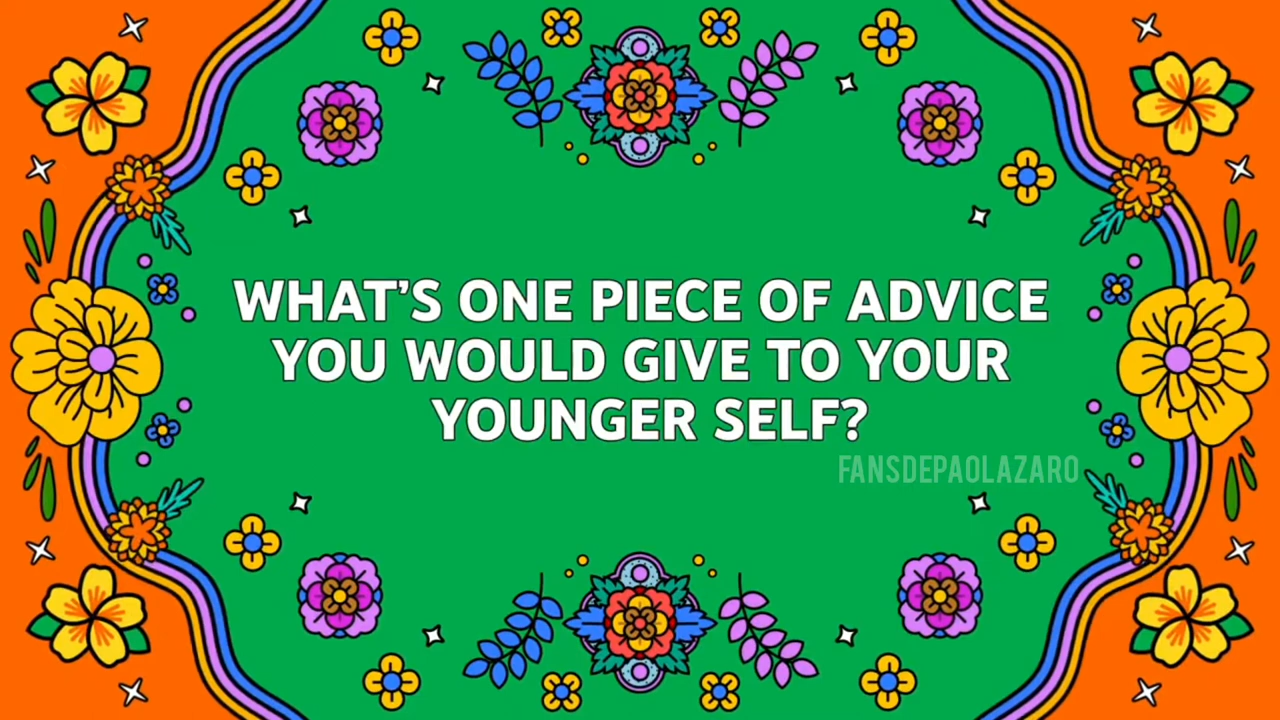 WHAT’S ONE PIECE OF ADVICE
YOU WOULD GIVE TO YOUR
YOUNGER SELF?
FANSDEPAOLAZARO